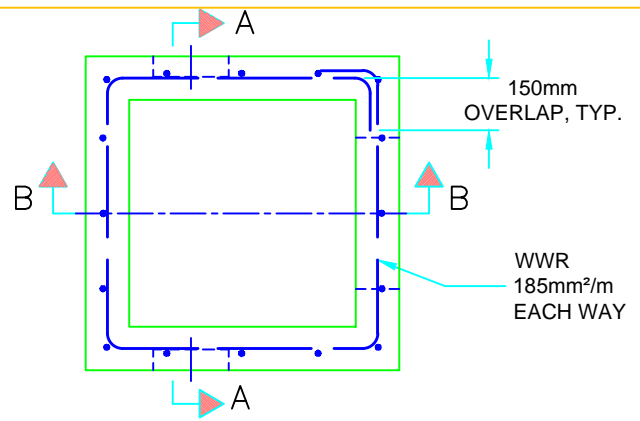 A
150mm
OVERLAP, TYP.
B
B
WWR
185mm²/m
EACH WAY
A